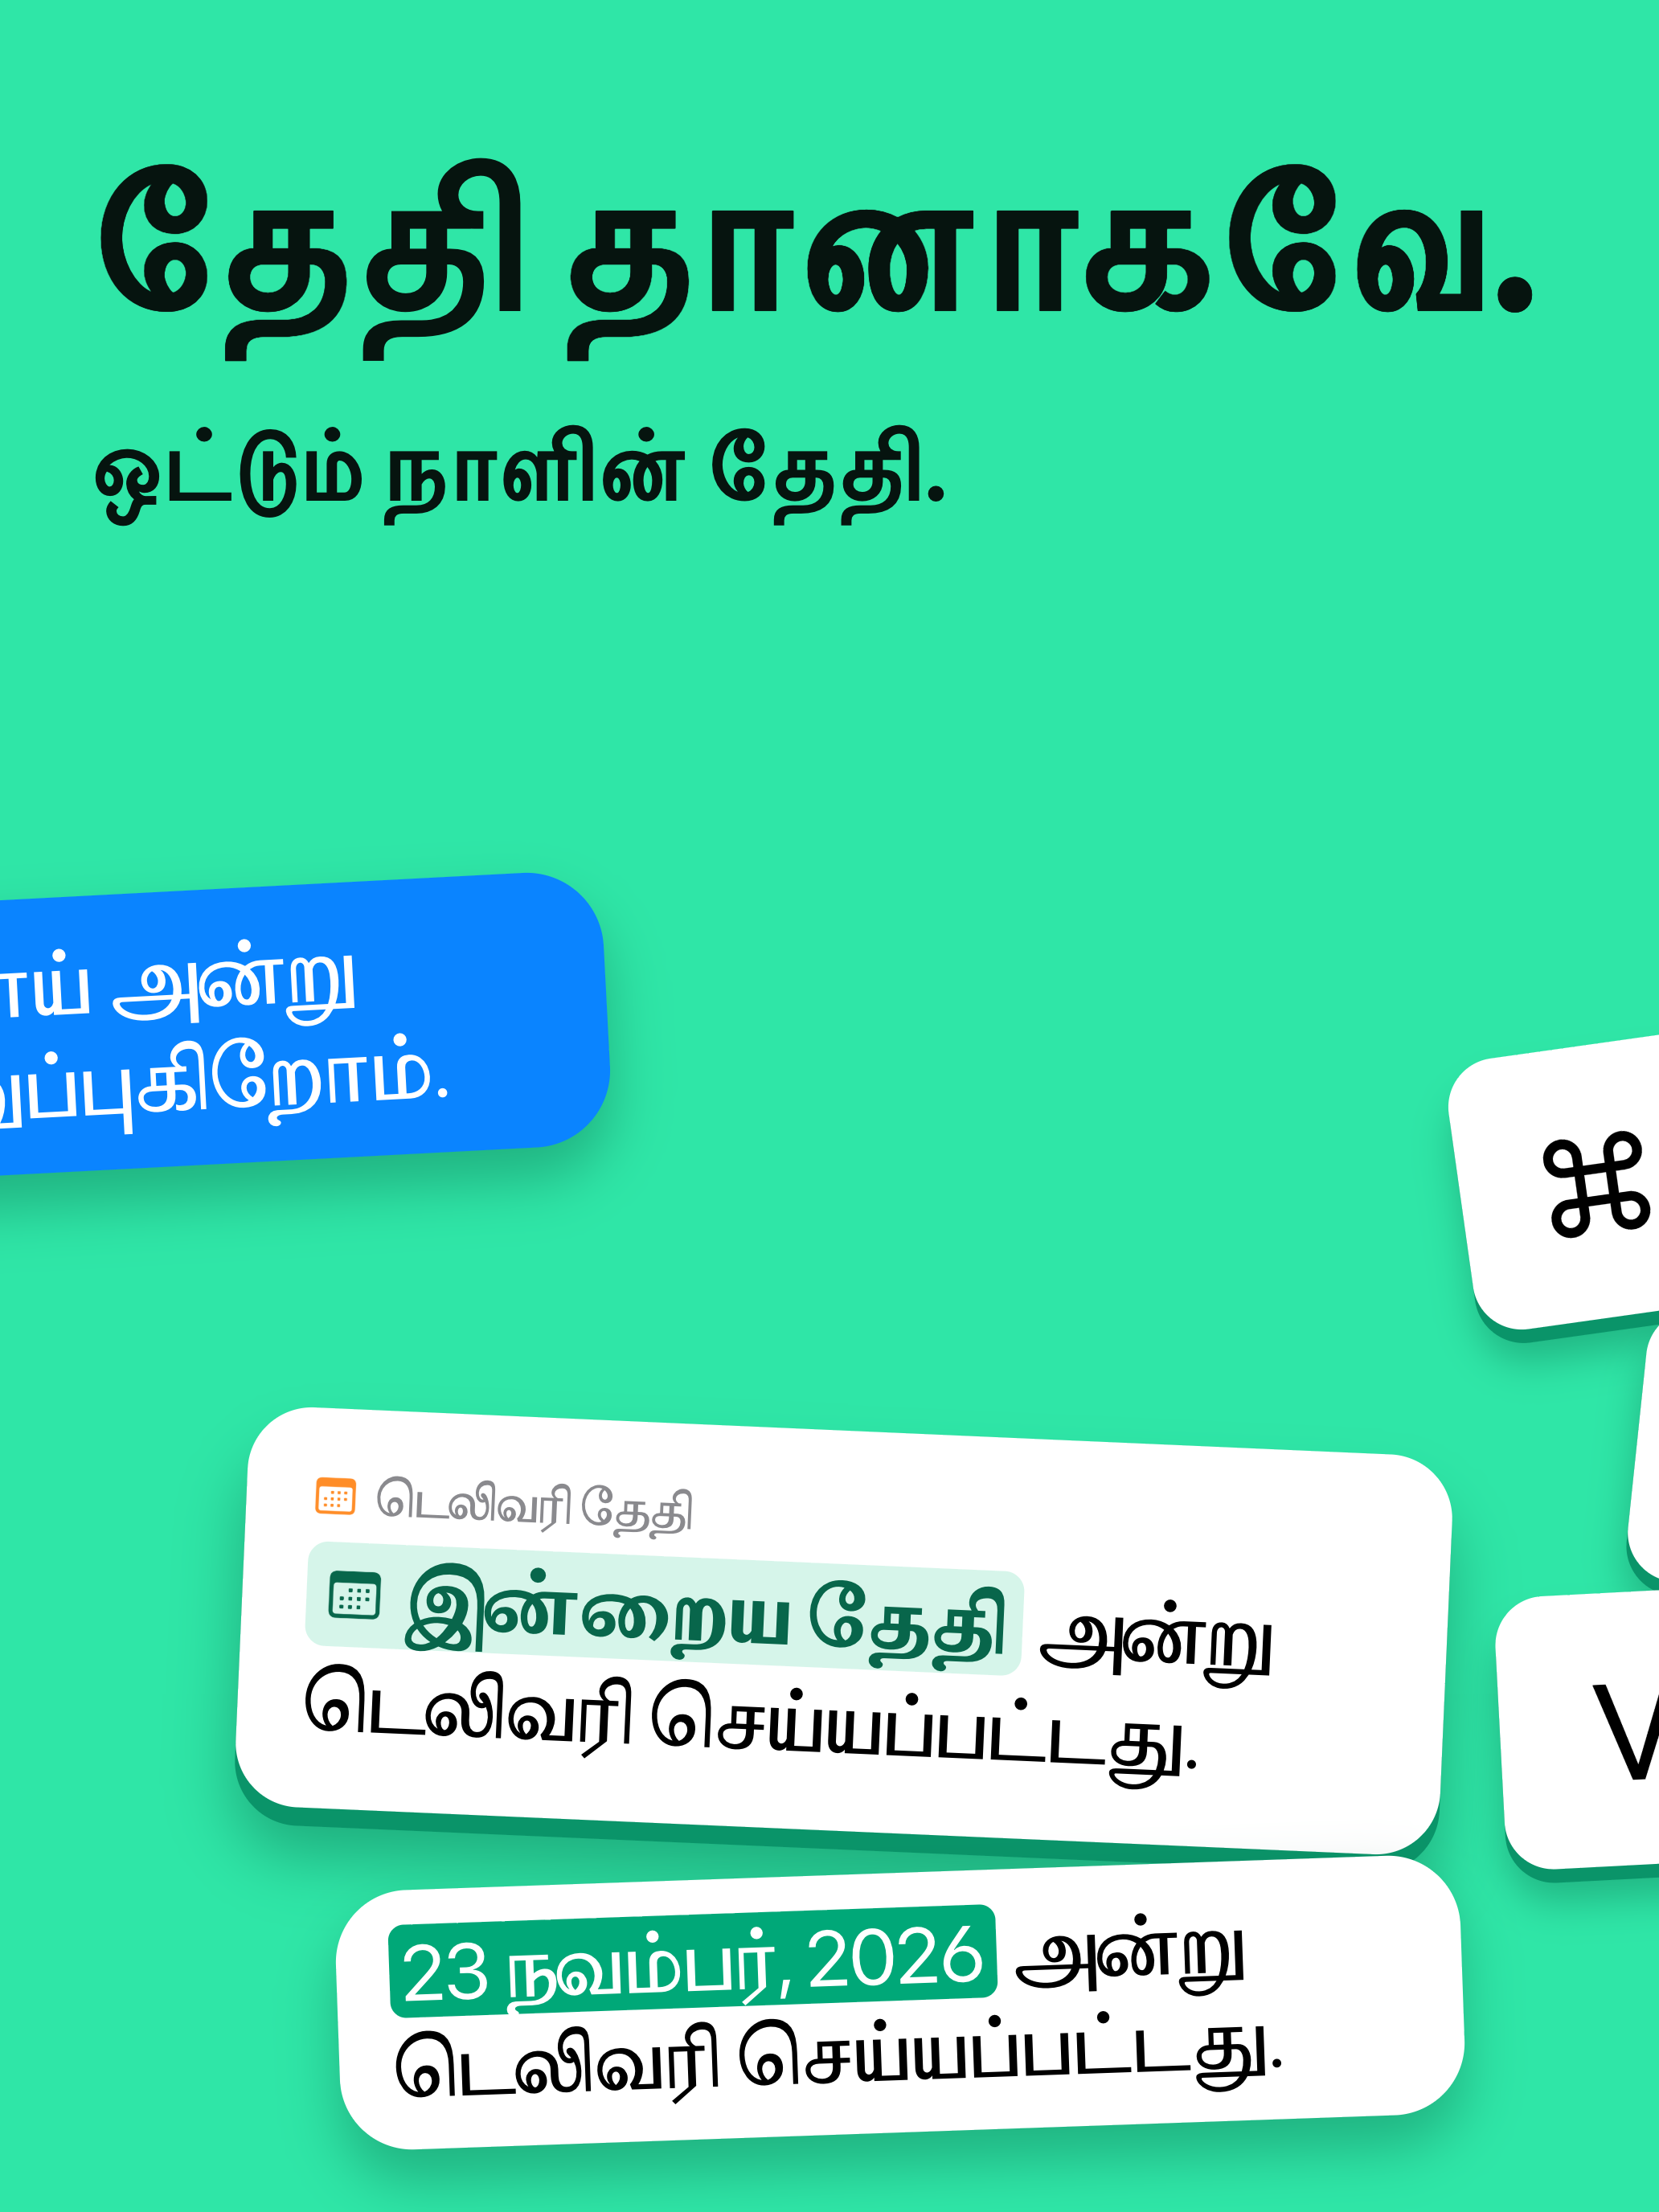 தேதி தானாகவே.
ஒட்டும் நாளின் தேதி.
அன்று
⌘
டெலிவரி தேதி
இன்றைய தேதி அன்று
டெலிவரி செய்யப்பட்டது.
V
23 நவம்பர், 2026 அன்று
டெலிவரி செய்யப்பட்டது.